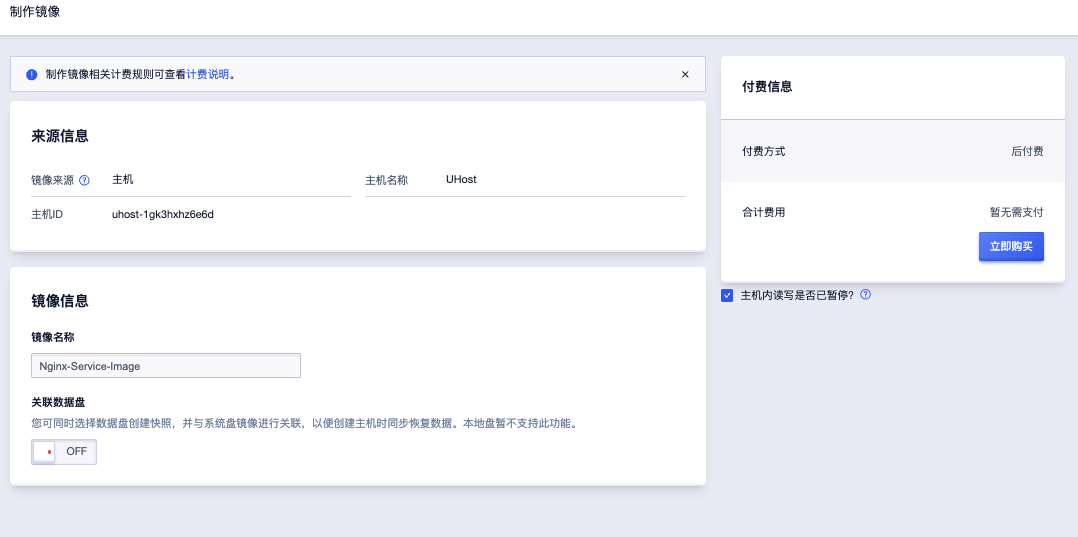 制作镜像
制作镜像相关计费规则可查看计费说明。
来源信息
镜像来源 主机 主机名称 UHost
主机ID uhost-1gk3hxhz6e6d
镜像信息
镜像名称
Nginx-Service-Image
关联数据盘
您可同时选择数据盘创建快照，并与系统盘镜像进行关联，以便创建主机时同步恢复数据。本地盘暂不支持此功能。
OFF
付费信息
付费方式 后付费
合计费用 暂无需支付
立即购买
主机内读写是否已暂停?